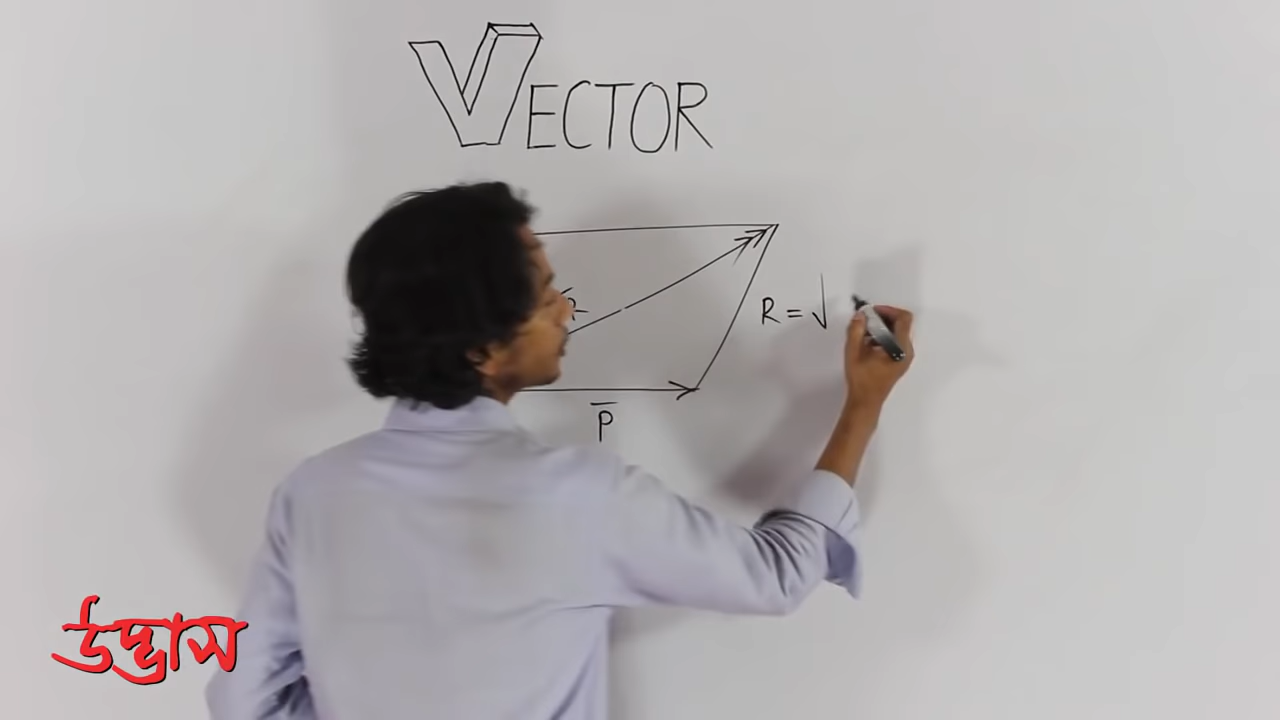 VECTOR
R
R = √
P̅
উদ্ভাস